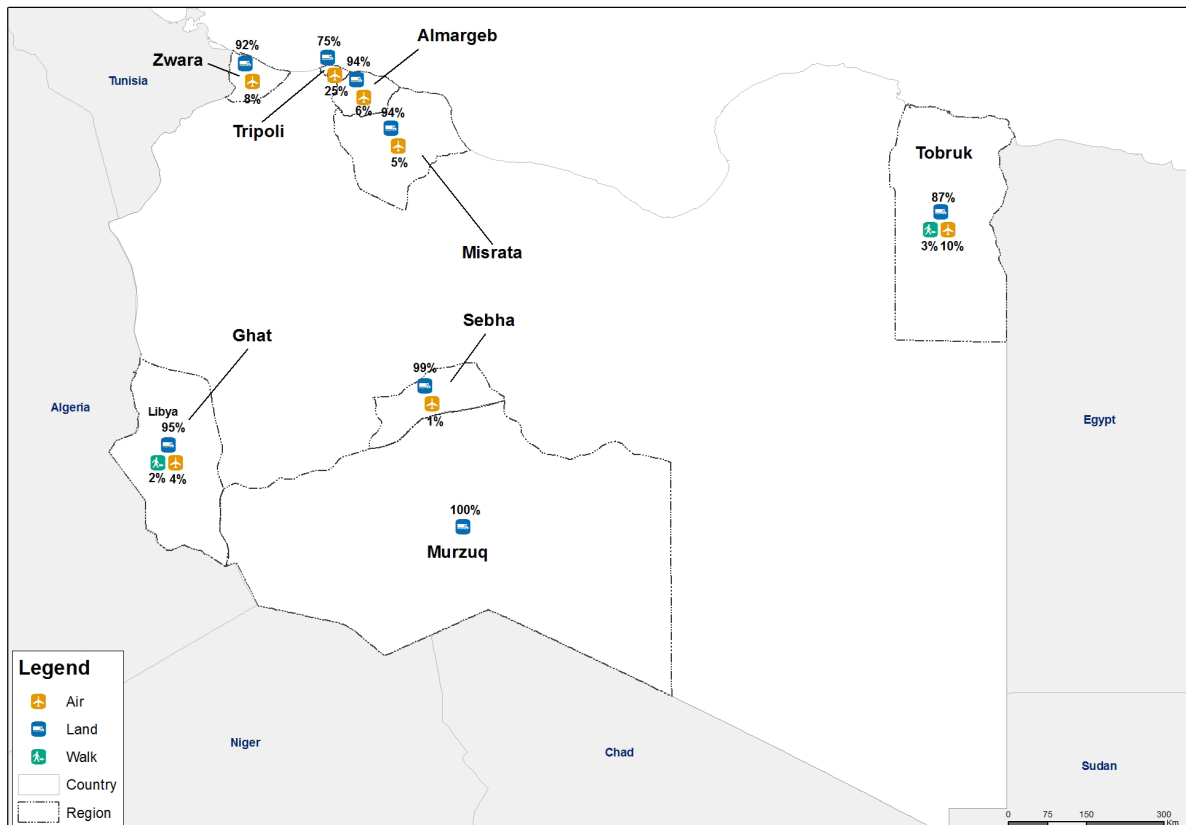 92%
Zwara
8%
Tunisia
75%
25%
Tripoli
Almargeb
94%
6%
94%
5%
Misrata
Tobruk
87%
3% 10%
Ghat
Sebha
99%
1%
Algeria
Libya
95%
2% 4%
Egypt
100%
Murzuq
Niger
Chad
Sudan
Legend
Air
Land
Walk
Country
Region
0 75 150 300
Km